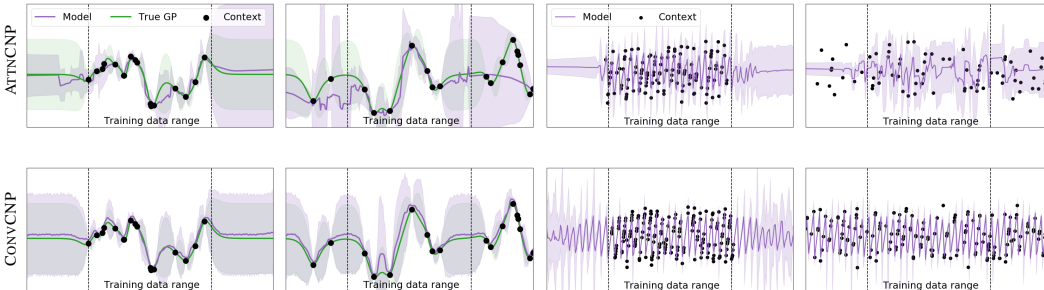 Model True GP Context
Model Context
ATTNCNP
Training data range
Training data range
Training data range
Training data range
CONVCNP
Training data range
Training data range
Training data range
Training data range